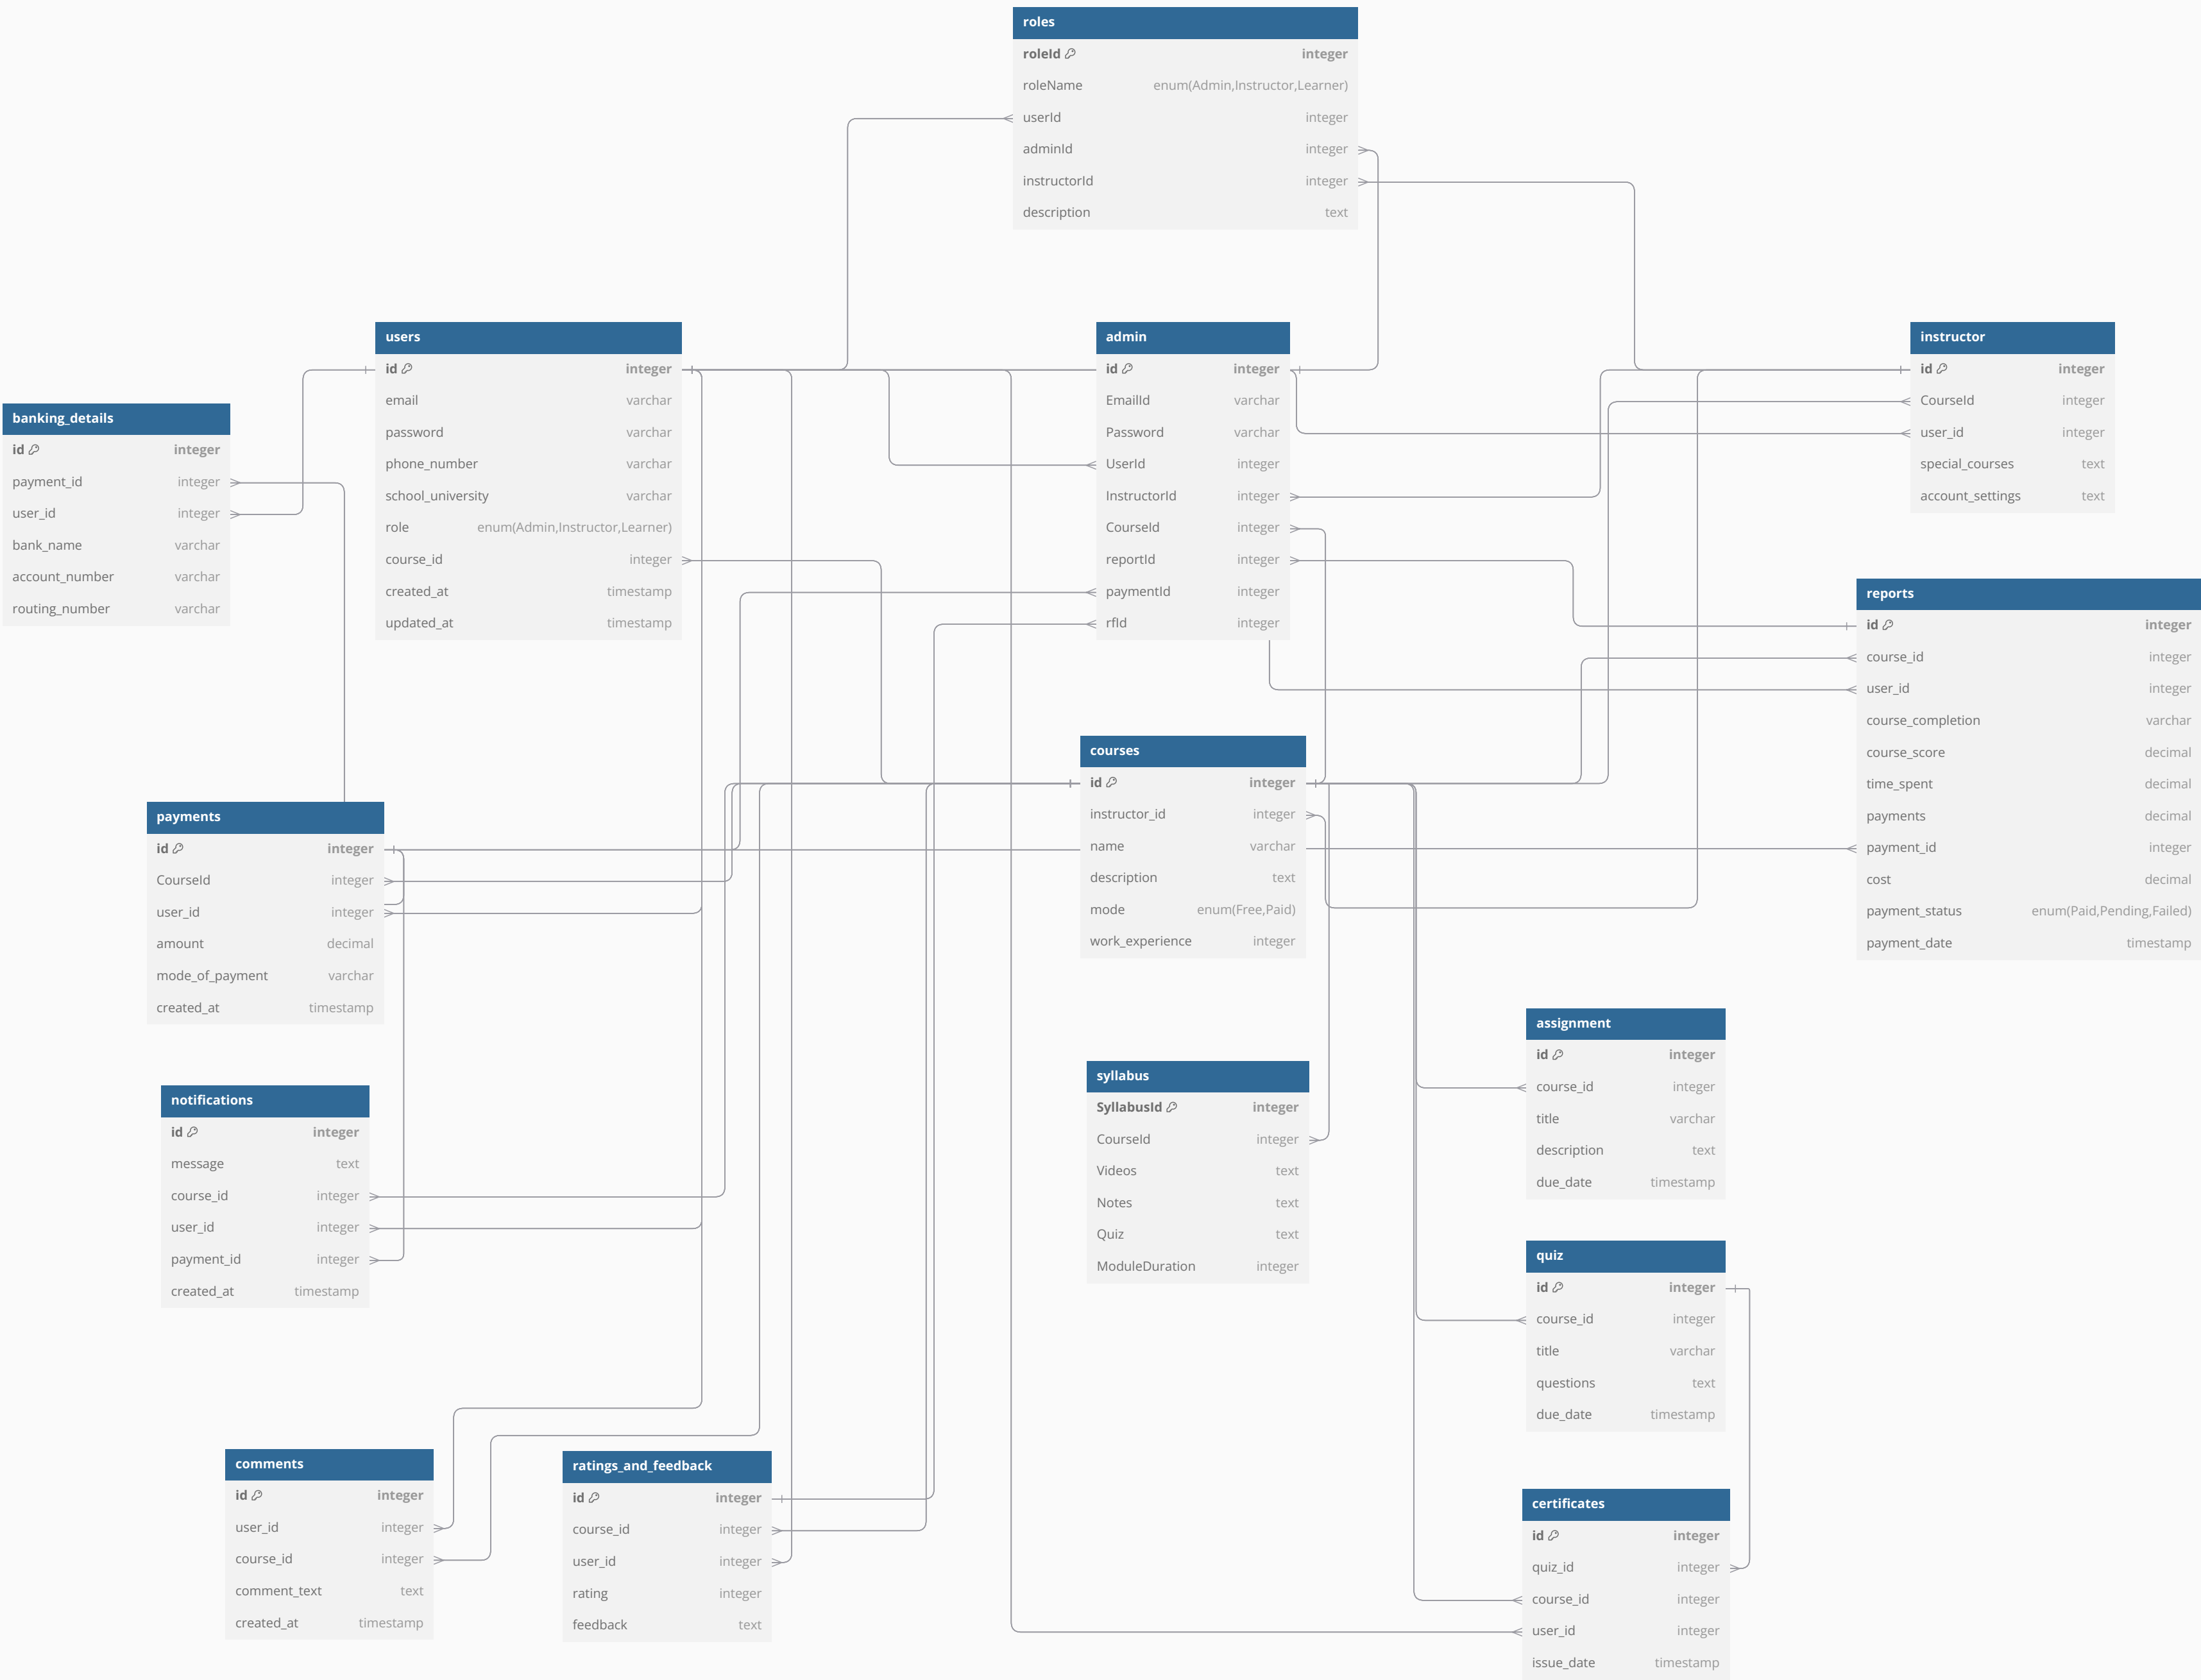 roles
roleId integer
roleName enum(Admin,Instructor,Learner)
userId integer
adminId integer
instructorId integer
description text
users
id integer
email varchar
password varchar
phone_number varchar
school_university varchar
role enum(Admin,Instructor,Learner)
course_id integer
created_at timestamp
updated_at timestamp
admin
id integer
EmailId varchar
Password varchar
UserId integer
InstructorId integer
CourseId integer
reportId integer
paymentId integer
rfId integer
instructor
id integer
CourseId integer
user_id integer
special_courses text
account_settings text
banking_details
id integer
payment_id integer
user_id integer
bank_name varchar
account_number varchar
routing_number varchar
reports
id integer
course_id integer
user_id integer
course_completion varchar
course_score decimal
time_spent decimal
payments decimal
payment_id integer
cost decimal
payment_status enum(Paid,Pending,Failed)
payment_date timestamp
courses
id integer
instructor_id integer
name varchar
description text
mode enum(Free,Paid)
work_experience integer
payments
id integer
CourseId integer
user_id integer
amount decimal
mode_of_payment varchar
created_at timestamp
assignment
id integer
course_id integer
title varchar
description text
due_date timestamp
syllabus
SyllabusId integer
CourseId integer
Videos text
Notes text
Quiz text
ModuleDuration integer
notifications
id integer
message text
course_id integer
user_id integer
payment_id integer
created_at timestamp
quiz
id integer
course_id integer
title varchar
questions text
due_date timestamp
comments
id integer
user_id integer
course_id integer
comment_text text
created_at timestamp
ratings_and_feedback
id integer
course_id integer
user_id integer
rating integer
feedback text
certificates
id integer
quiz_id integer
course_id integer
user_id integer
issue_date timestamp